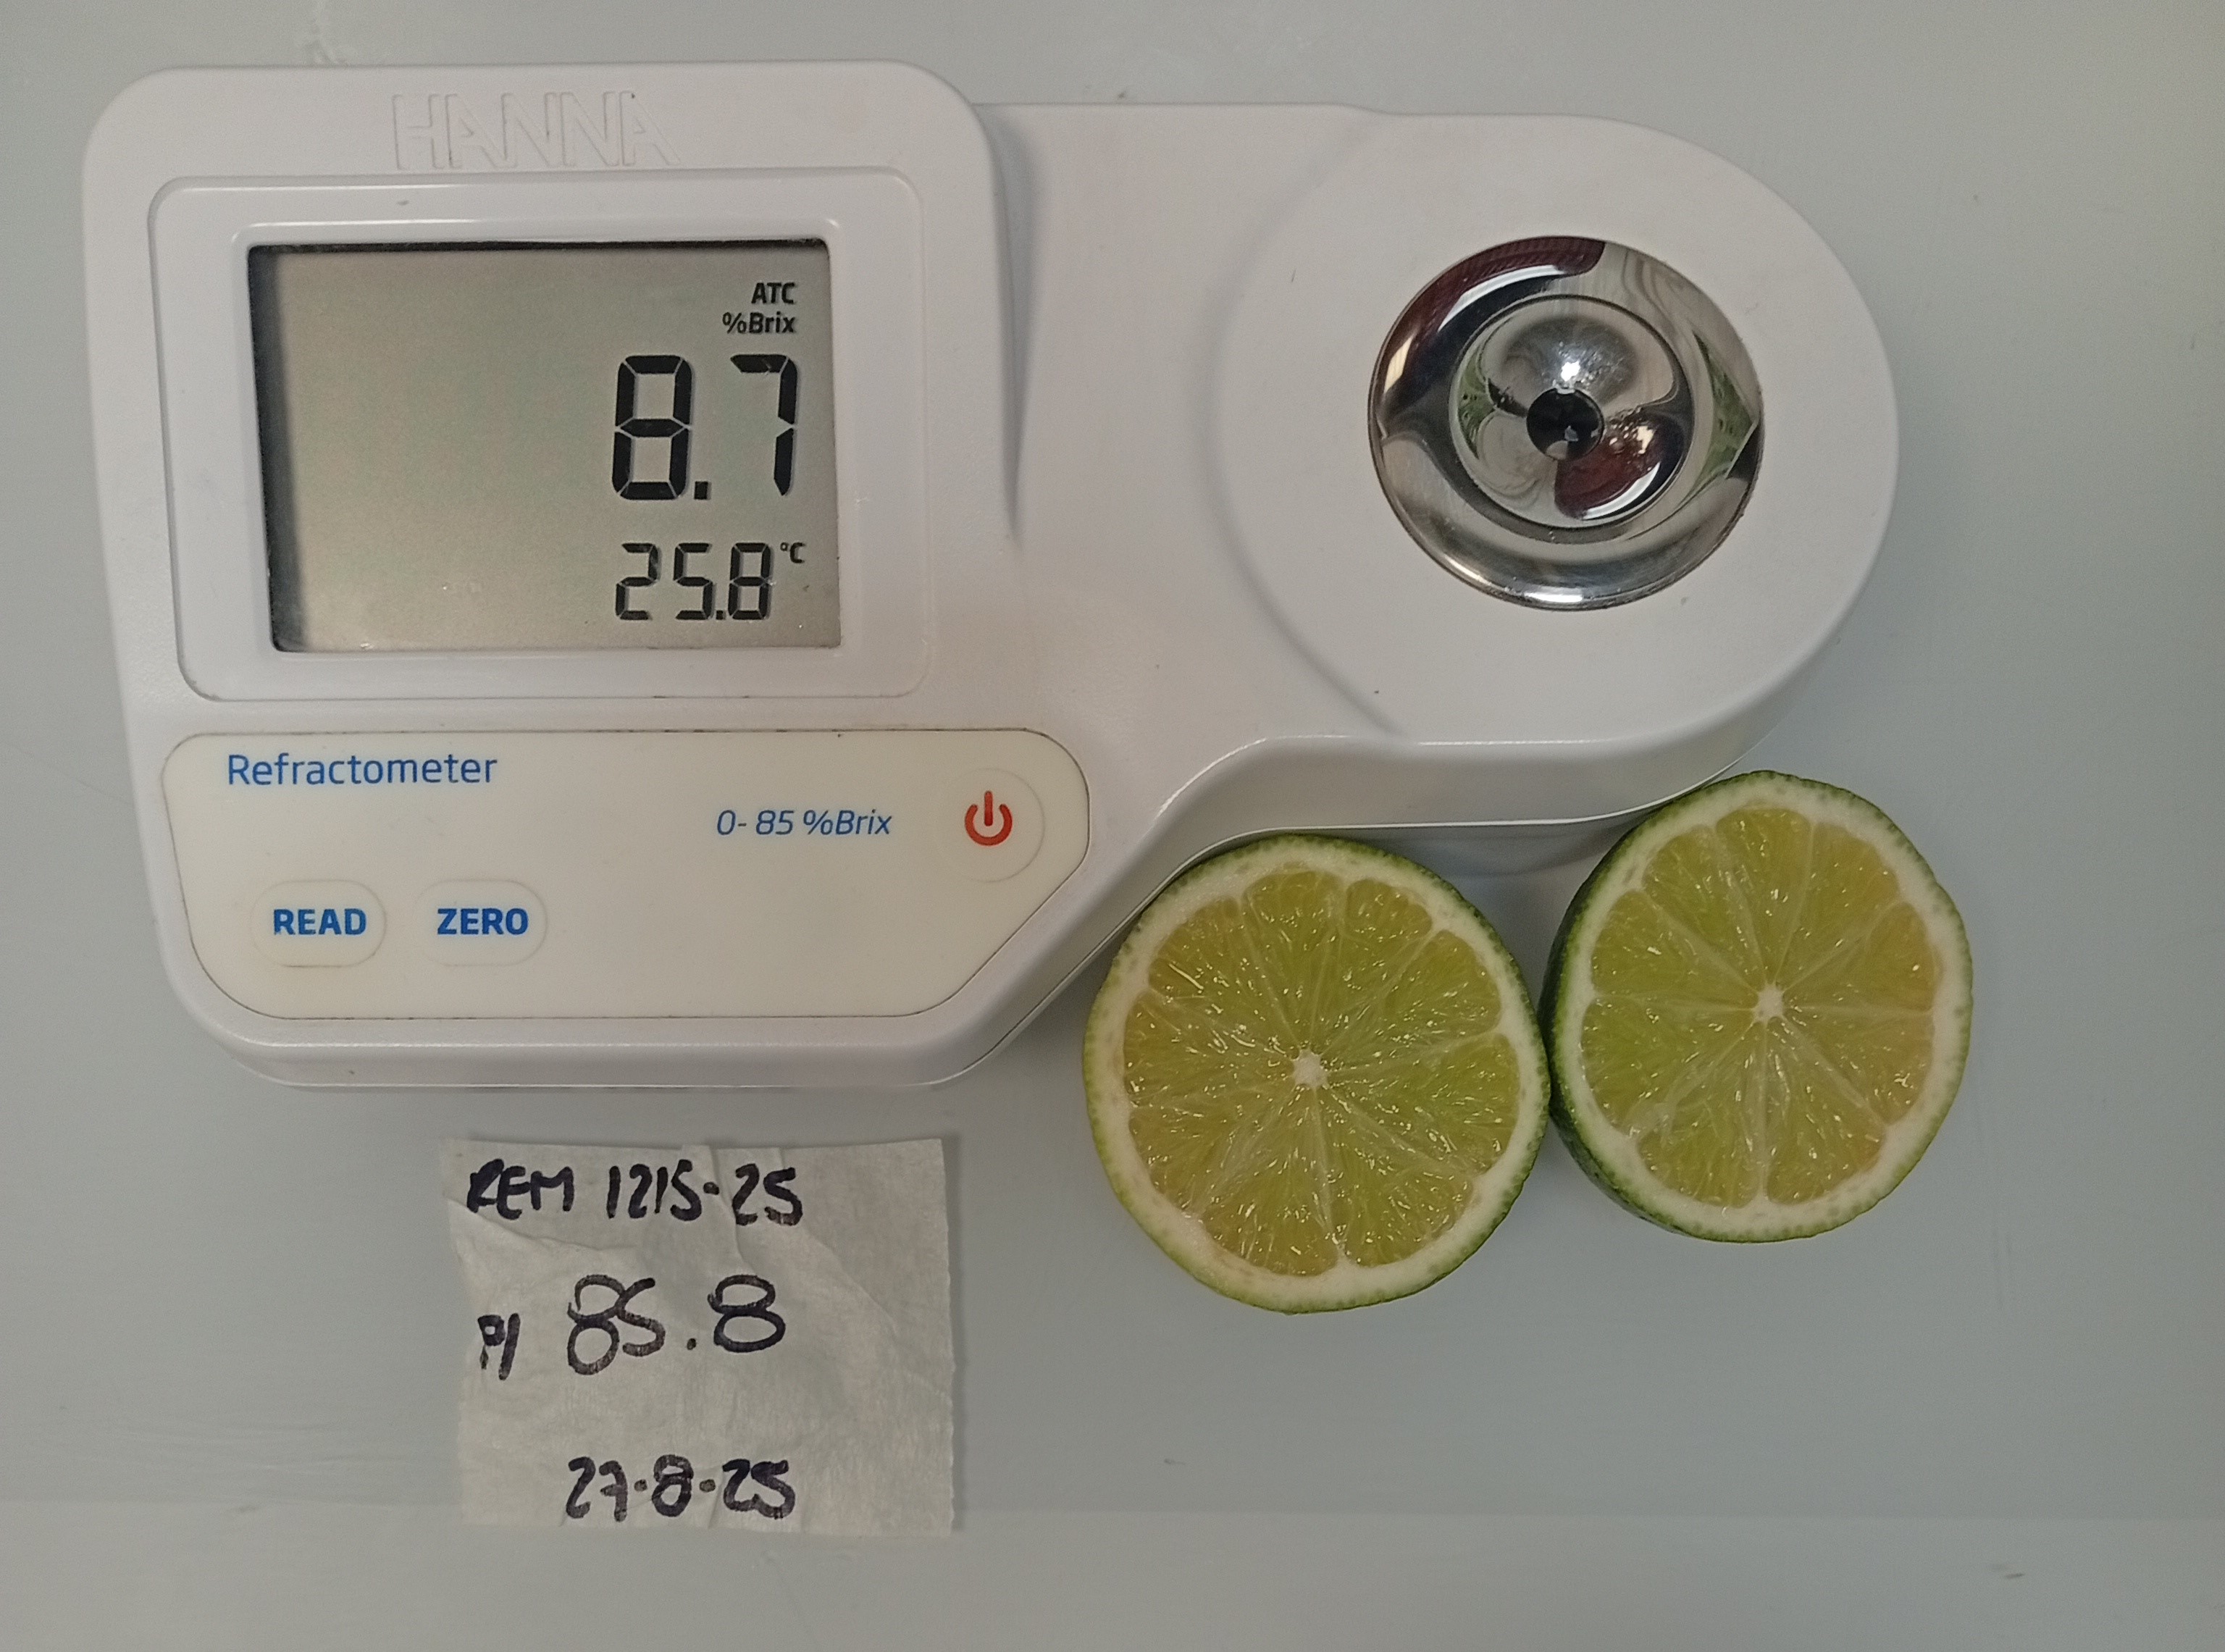 HANNA
ATC
%Brix
8.7
25.8°C
Refractometer
0-85 %Brix
READ ZERO
REM 1215-25
P/ 85.8
27-8-25